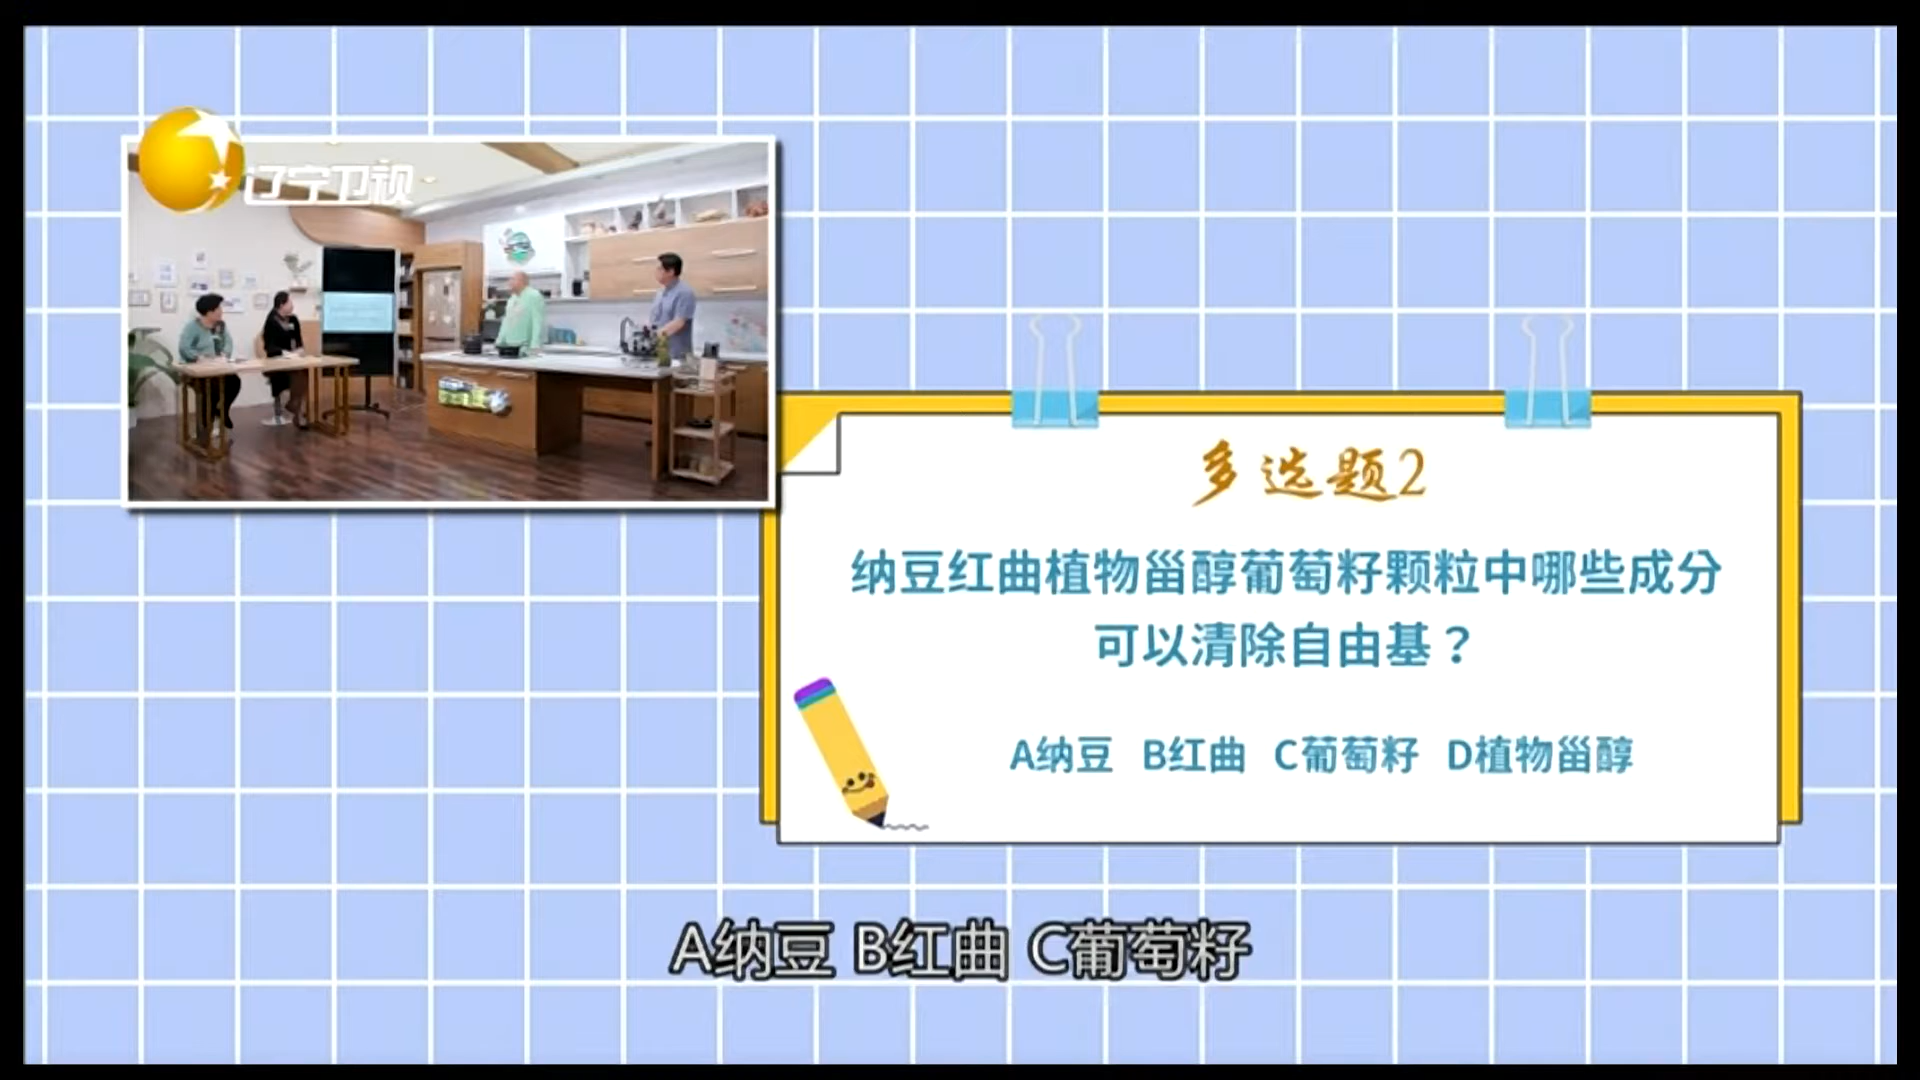 辽宁卫视
多选题2
纳豆红曲植物甾醇葡萄籽颗粒中哪些成分
可以清除自由基？
A纳豆 B红曲 C葡萄籽 D植物甾醇
A纳豆 B红曲 C葡萄籽